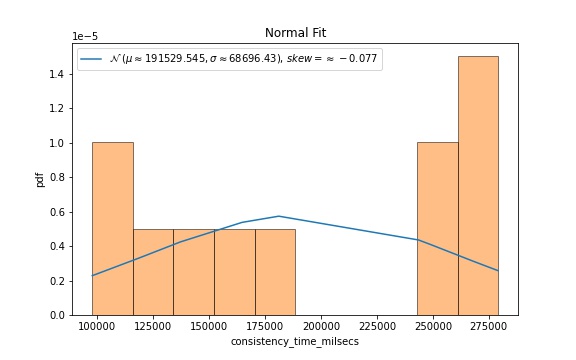 Normal Fit
1e−5
𝒩(μ ≈ 191529.545, σ ≈ 68696.43), skew = ≈ −0.077
1.4
1.2
1.0
0.8
0.6
0.4
0.2
0.0
pdf
100000 125000 150000 175000 200000 225000 250000 275000
consistency_time_milsecs